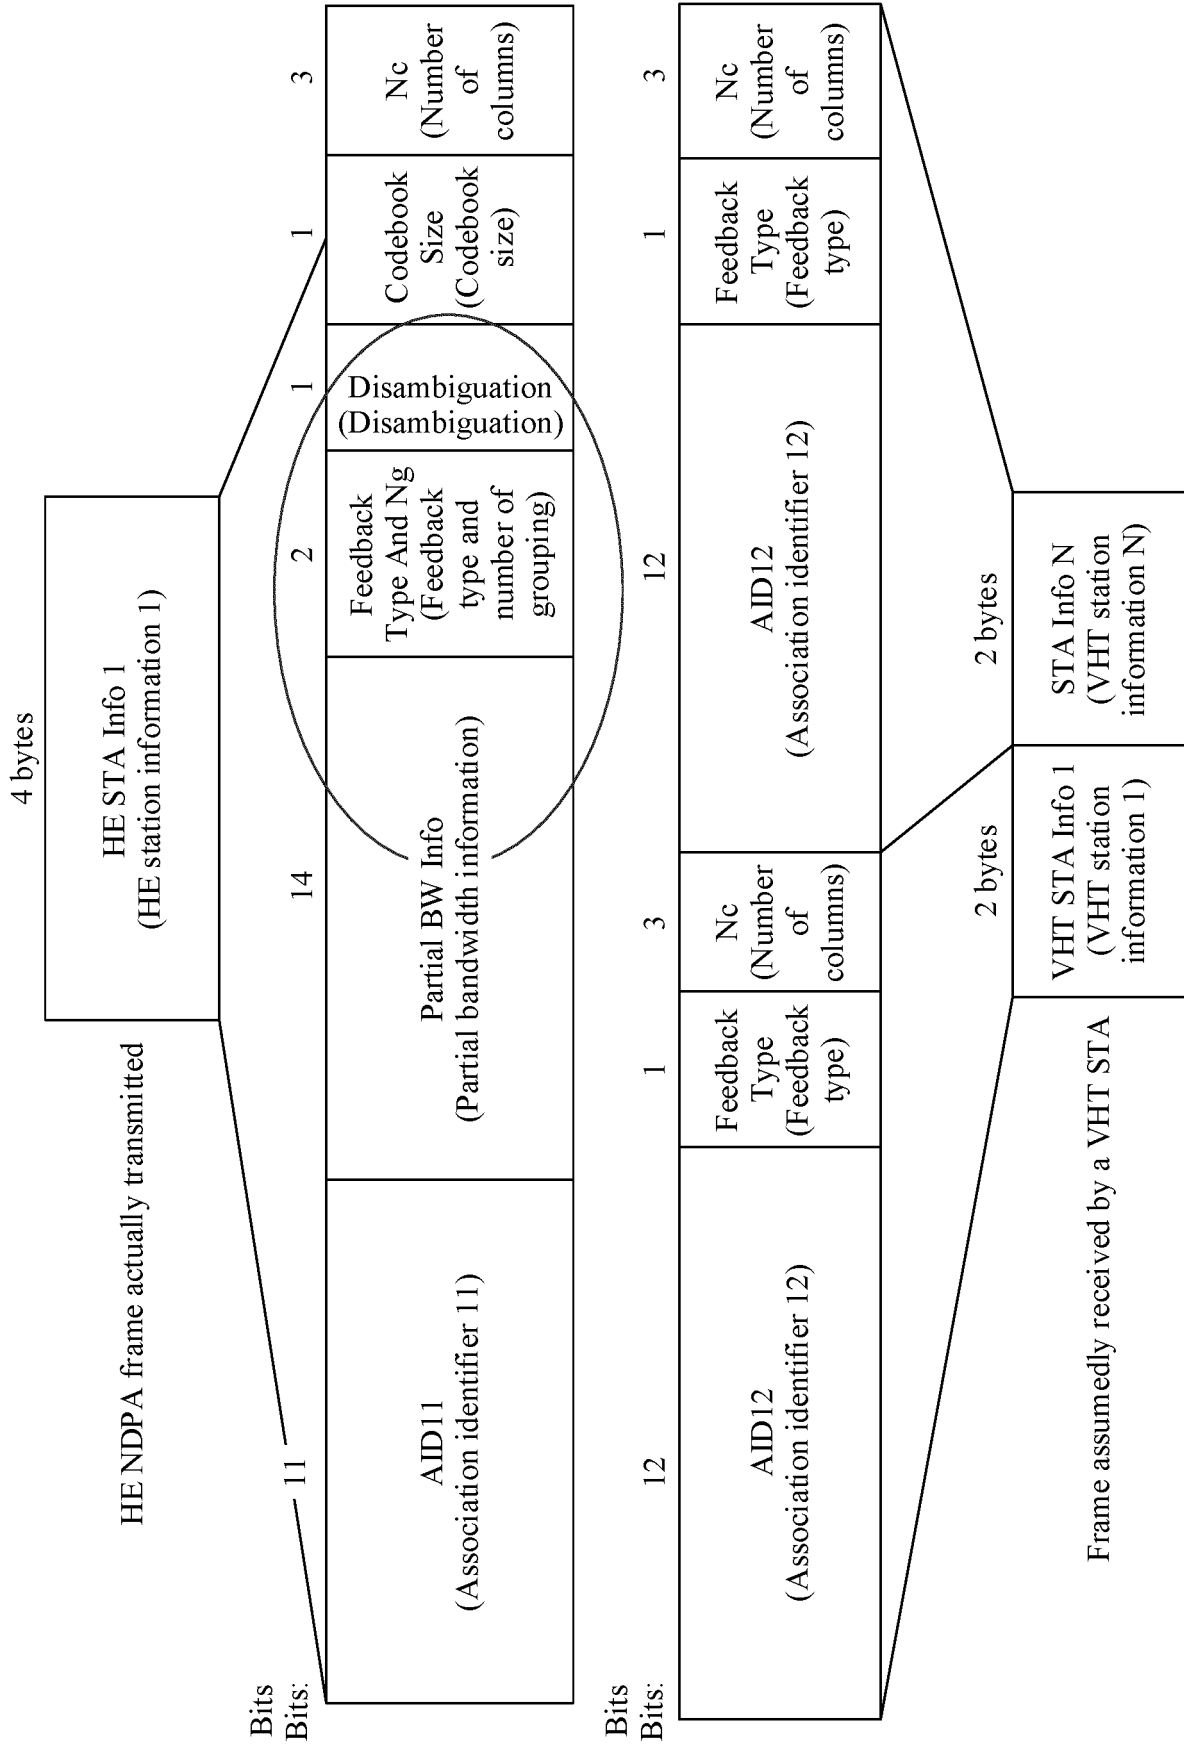 4 bytes
HE STA Info 1
(HE station information 1)
HE NDPA frame actually transmitted
Bits
Bits:
11
14
2
1
1
3
AID11
(Association identifier 11)
Partial BW Info
(Partial bandwidth information)
Feedback
Type And Ng
(Feedback
type and
number of
grouping)
Disambiguation
(Disambiguation)
Codebook
Size
(Codebook
size)
Nc
(Number
of
columns)
Bits
Bits:
12
1
3
12
1
3
AID12
(Association identifier 12)
Feedback
Type
(Feedback
type)
Nc
(Number
of
columns)
AID12
(Association identifier 12)
Feedback
Type
(Feedback
type)
Nc
(Number
of
columns)
2 bytes
2 bytes
VHT STA Info 1
(VHT station
information 1)
STA Info N
(VHT station
information N)
Frame assumedly received by a VHT STA